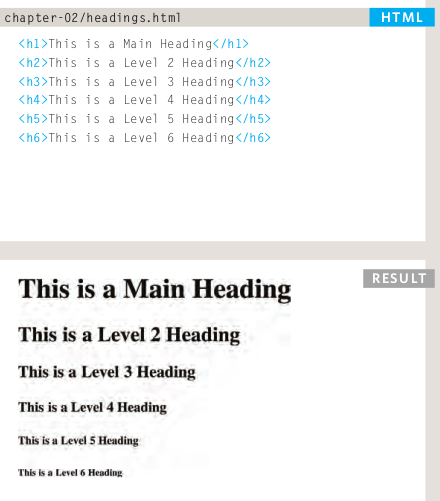 chapter-02/headings.html HTML
<h1>This is a Main Heading</h1>
<h2>This is a Level 2 Heading</h2>
<h3>This is a Level 3 Heading</h3>
<h4>This is a Level 4 Heading</h4>
<h5>This is a Level 5 Heading</h5>
<h6>This is a Level 6 Heading</h6>
RESULT
This is a Main Heading
This is a Level 2 Heading
This is a Level 3 Heading
This is a Level 4 Heading
This is a Level 5 Heading
This is a Level 6 Heading